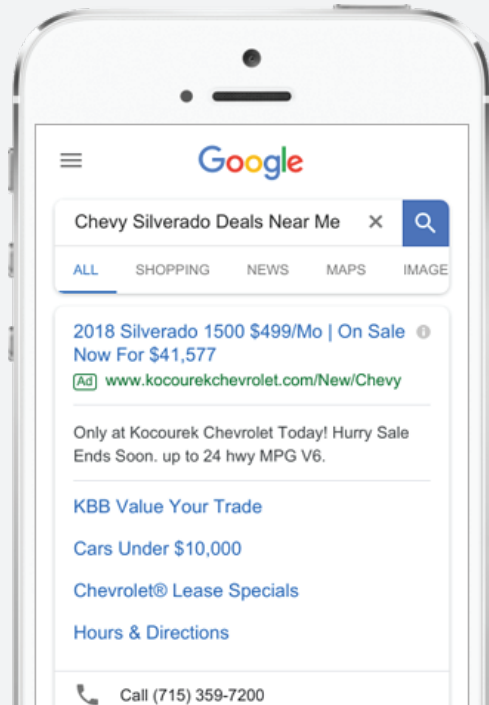 Google
Chevy Silverado Deals Near Me
ALL SHOPPING NEWS MAPS IMAGE
2018 Silverado 1500 $499/Mo | On Sale
Now For $41,577
Ad www.kocourekchevrolet.com/New/Chevy
Only at Kocourek Chevrolet Today! Hurry Sale
Ends Soon. up to 24 hwy MPG V6.
KBB Value Your Trade
Cars Under $10,000
Chevrolet® Lease Specials
Hours & Directions
Call (715) 359-7200